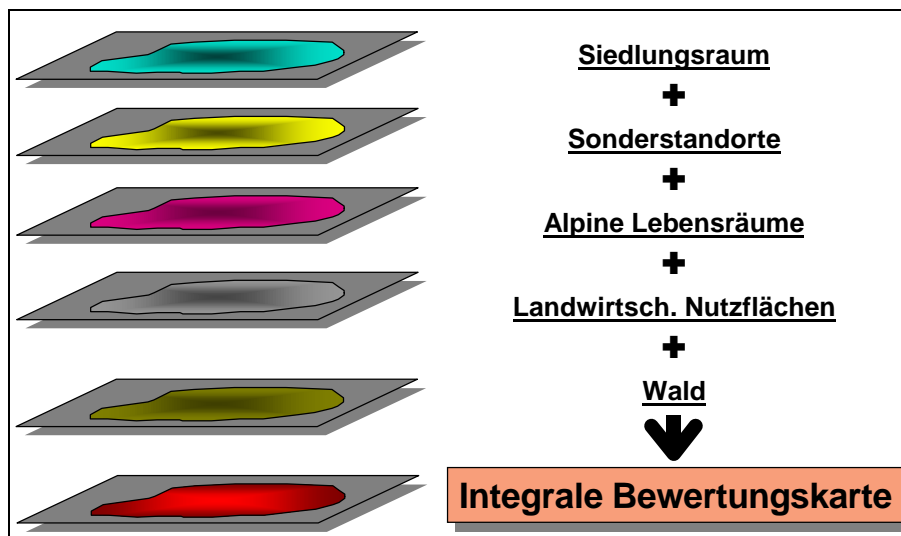 Siedlungsraum
+
Sonderstandorte
+
Alpine Lebensräume
+
Landwirtsch. Nutzflächen
+
Wald
Integrale Bewertungskarte